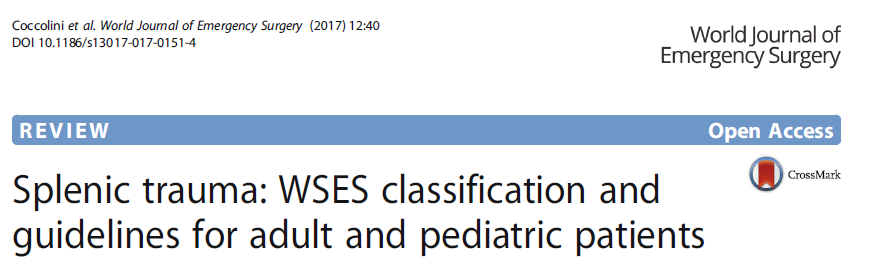 Coccolini et al. World Journal of Emergency Surgery (2017) 12:40
DOI 10.1186/s13017-017-0151-4
World Journal of
Emergency Surgery
REVIEW
Open Access
CrossMark
Splenic trauma: WSES classification and
guidelines for adult and pediatric patients